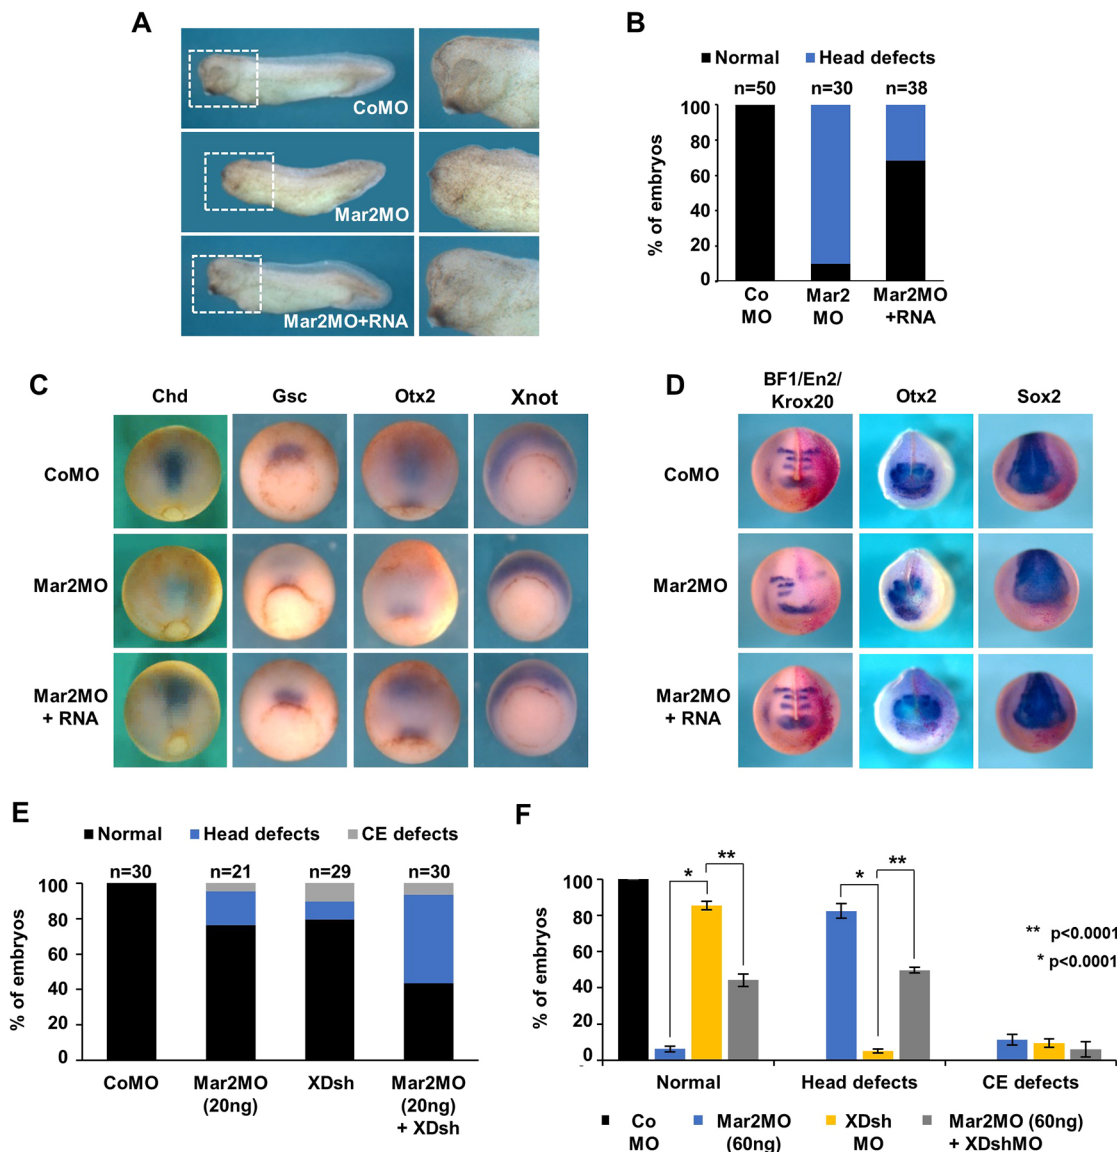 A
CoMO
Mar2MO
Mar2MO+RNA
B
Normal Head defects
n=50 n=30 n=38
% of embryos
100
80
60
40
20
0
Co
MO
Mar2
MO
Mar2MO
+RNA
C
Chd Gsc Otx2 Xnot
CoMO
Mar2MO
Mar2MO
+ RNA
D
BF1/En2/
Krox20
Otx2 Sox2
CoMO
Mar2MO
Mar2MO
+ RNA
E
Normal Head defects CE defects
n=30 n=21 n=29 n=30
% of embryos
100
80
60
40
20
0
CoMO
Mar2MO
(20ng)
XDsh
Mar2MO
(20ng)
+ XDsh
F
% of embryos
100
80
60
40
20
* ** * **
** p<0.0001
* p<0.0001
Normal Head defects CE defects
Co
MO
Mar2MO
(60ng)
XDsh
MO
Mar2MO (60ng)
+ XDshMO